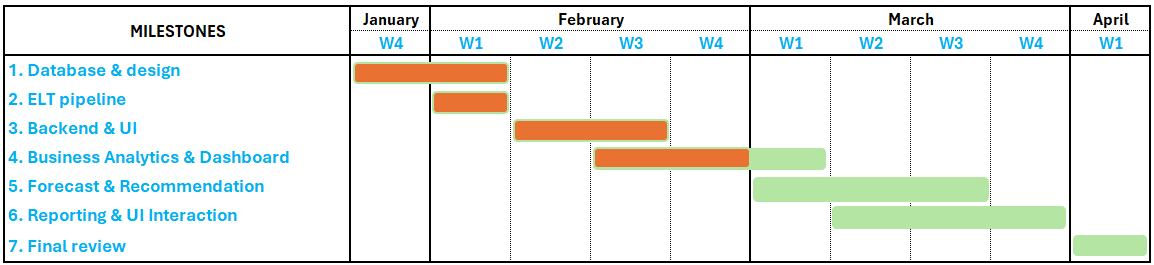 MILESTONES January February March April
W4 W1 W2 W3 W4 W1 W2 W3 W4 W1
1. Database & design
2. ELT pipeline
3. Backend & UI
4. Business Analytics & Dashboard
5. Forecast & Recommendation
6. Reporting & UI Interaction
7. Final review